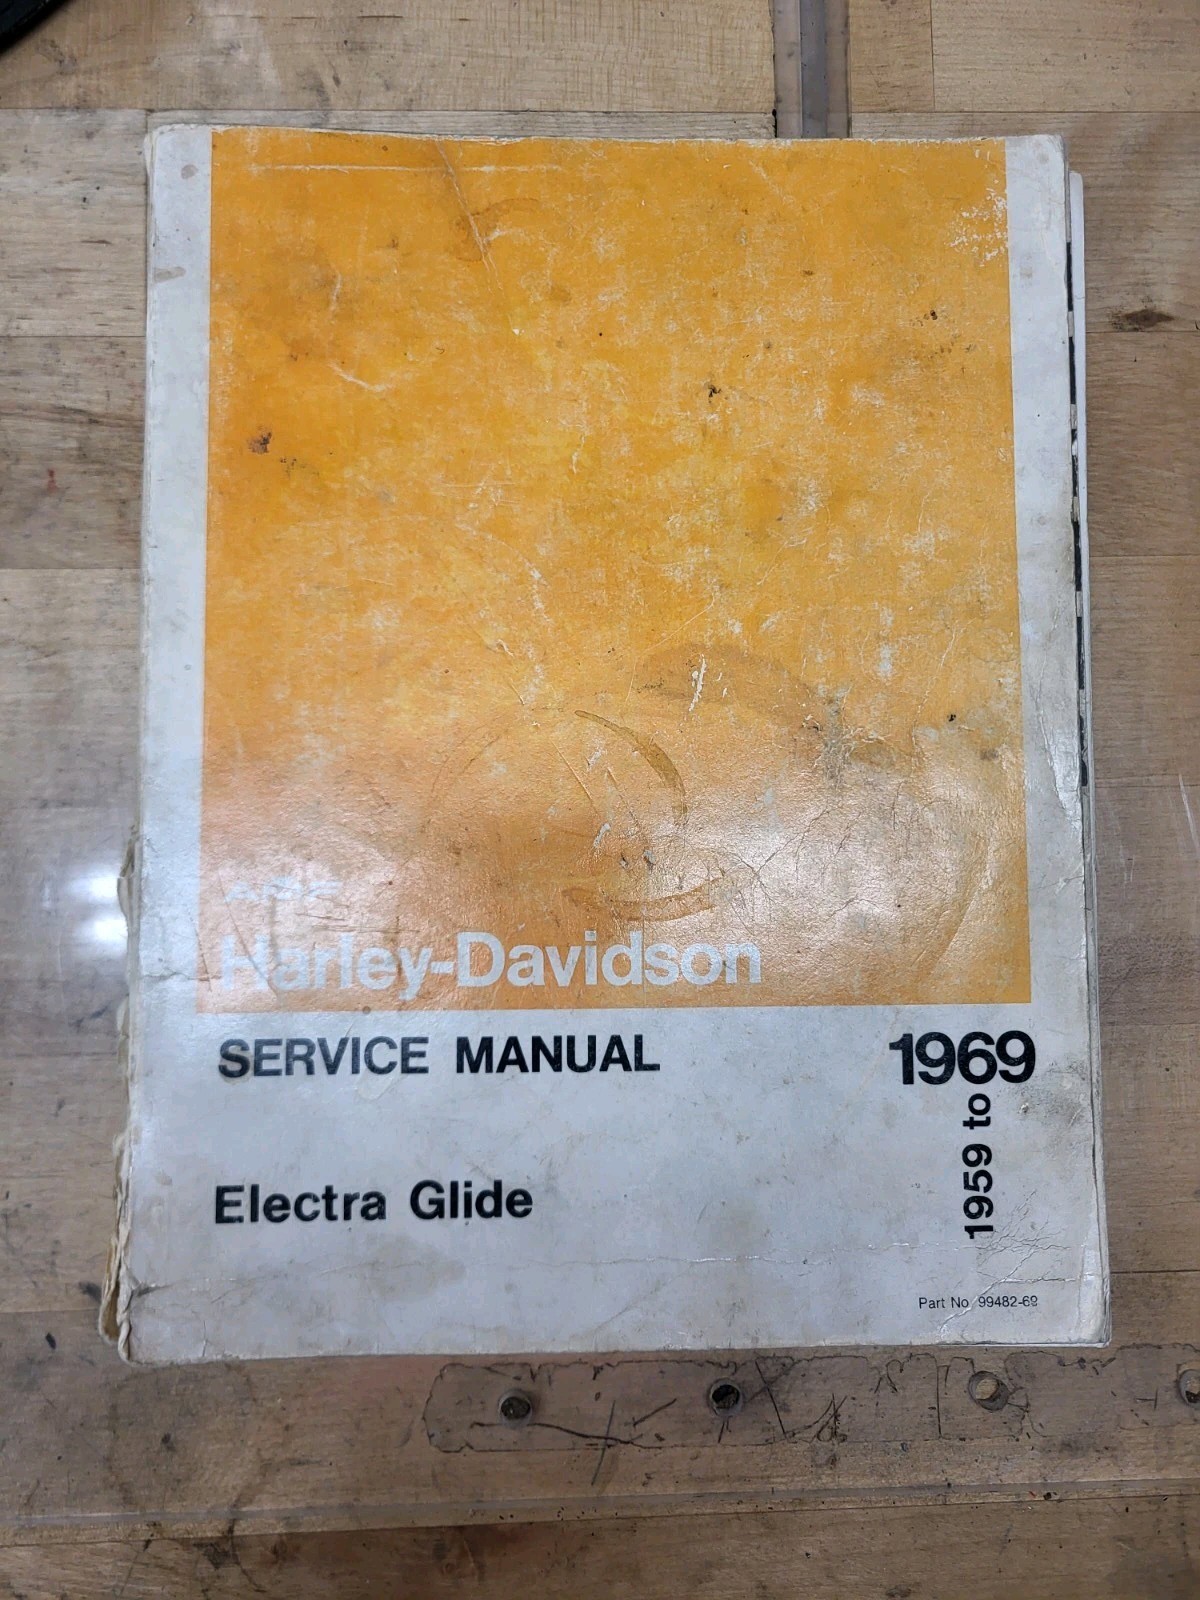 AMF
Harley-Davidson
SERVICE MANUAL
1969
1959 to
Electra Glide
Part No. 99482-69